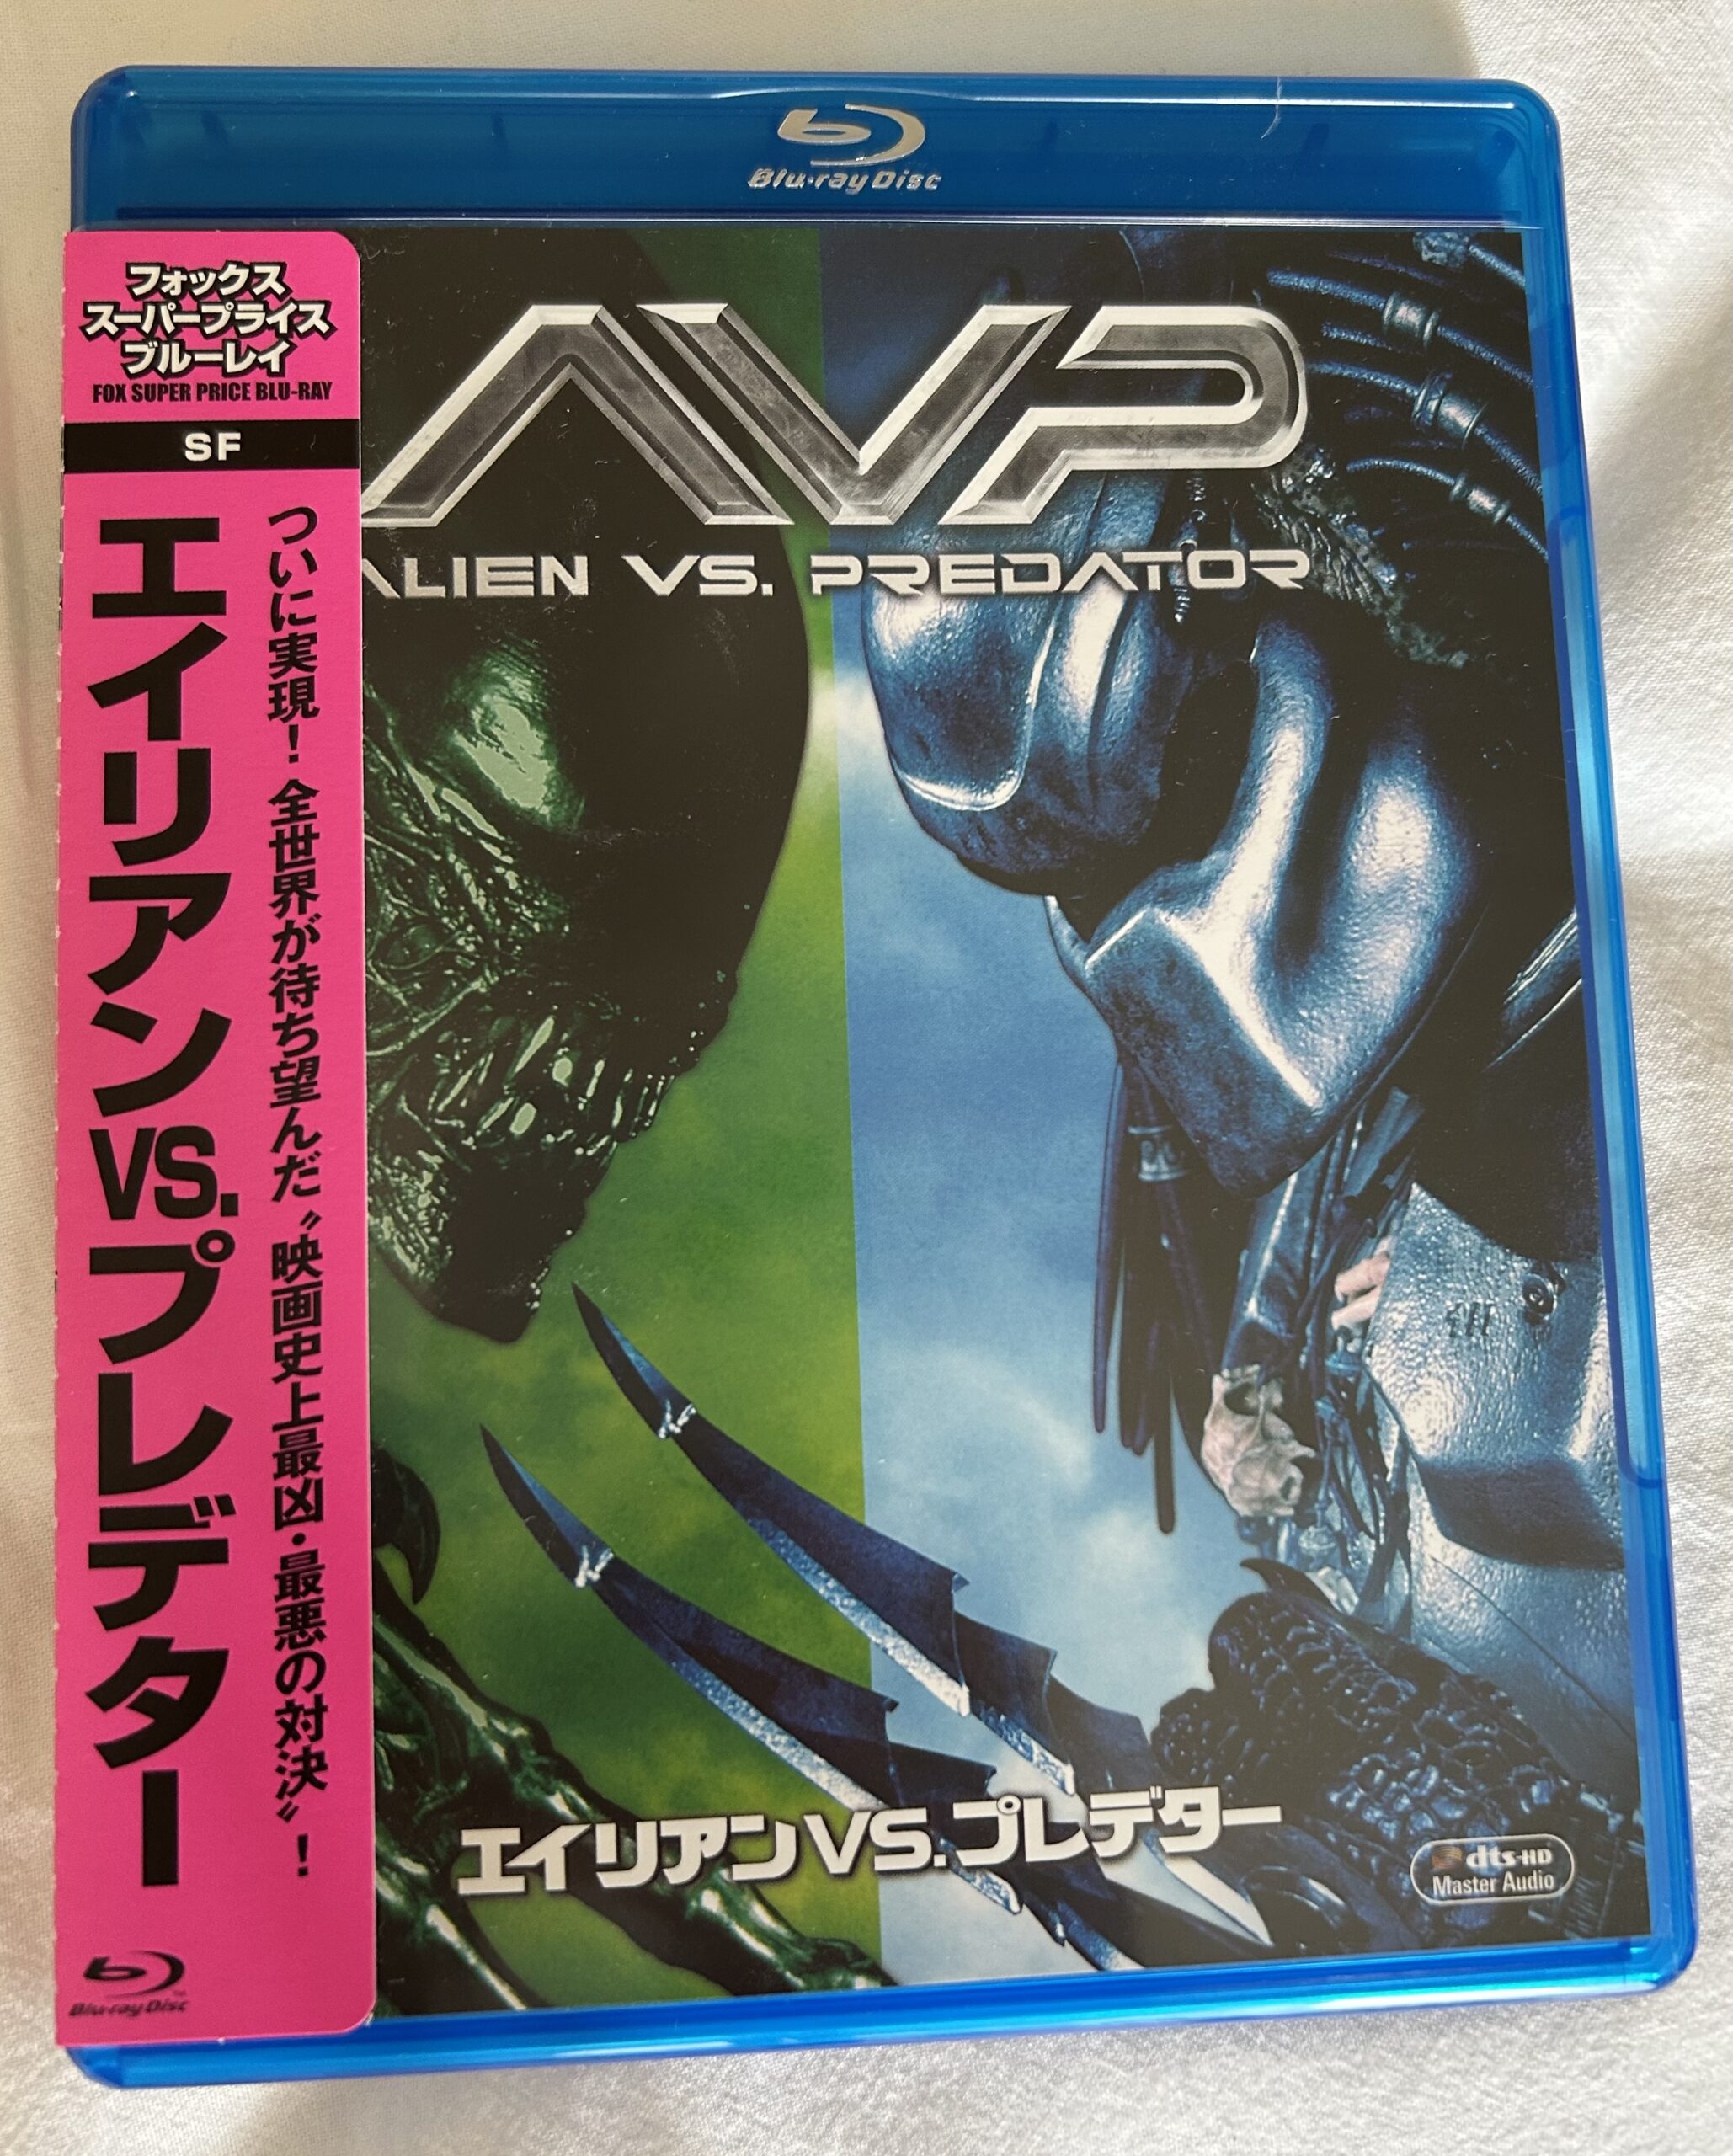 Blu-ray Disc
フォックス
スーパープライス
ブルーレイ
FOX SUPER PRICE BLU-RAY
SF
ついに実現！全世界が待ち望んだ〝映画史上最凶・最悪の対決〟！
エイリアンVS.プレデター
Blu-ray Disc
AVP
ALIEN VS. PREDATOR
エイリアンVS.プレデター
dts-HD
Master Audio